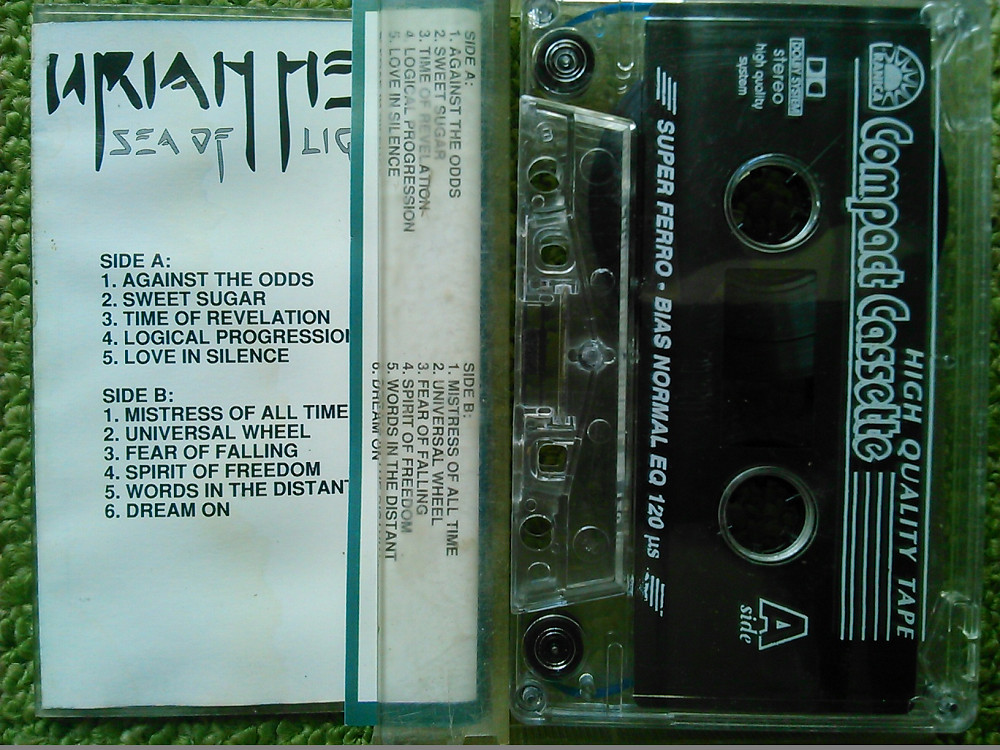 URIAH HE
SEA OF LIG
SIDE A:
1. AGAINST THE ODDS
2. SWEET SUGAR
3. TIME OF REVELATION
4. LOGICAL PROGRESSION
5. LOVE IN SILENCE
SIDE B:
1. MISTRESS OF ALL TIME
2. UNIVERSAL WHEEL
3. FEAR OF FALLING
4. SPIRIT OF FREEDOM
5. WORDS IN THE DISTANT
6. DREAM ON
SIDE A:
1. AGAINST THE ODDS
2. SWEET SUGAR
3. TIME OF REVELATION
4. LOGICAL PROGRESSION
5. LOVE IN SILENCE
SIDE B:
1. MISTRESS OF ALL TIME
2. UNIVERSAL WHEEL
3. FEAR OF FALLING
4. SPIRIT OF FREEDOM
5. WORDS IN THE DISTANT
6. DREAM ON
HIGH QUALITY TAPE
Compact Cassette
DOLBY SYSTEM
stereo
high quality
system
A
side
SUPER FERRO - BIAS NORMAL EQ 120 µs